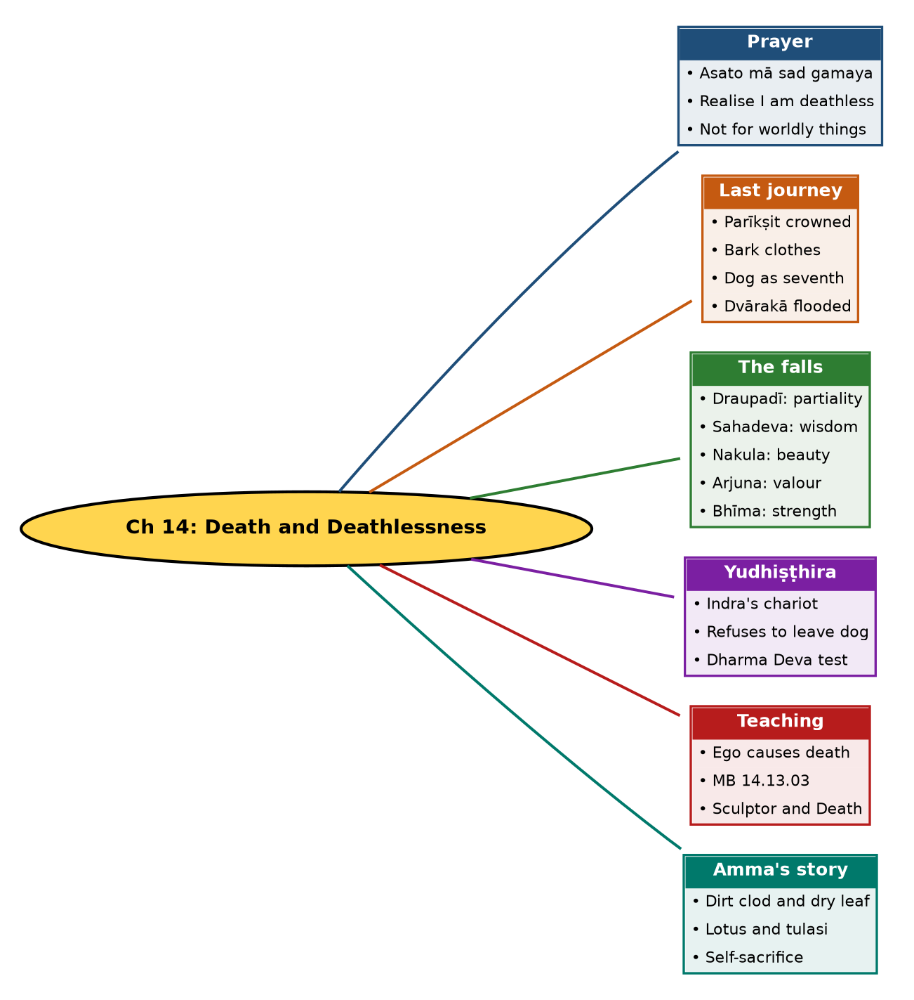 Prayer
• Asato mā sad gamaya
• Realise I am deathless
• Not for worldly things
Last journey
• Parīkṣit crowned
• Bark clothes
• Dog as seventh
• Dvārakā flooded
The falls
• Draupadī: partiality
• Sahadeva: wisdom
• Nakula: beauty
• Arjuna: valour
• Bhīma: strength
Ch 14: Death and Deathlessness
Yudhiṣṭhira
• Indra's chariot
• Refuses to leave dog
• Dharma Deva test
Teaching
• Ego causes death
• MB 14.13.03
• Sculptor and Death
Amma's story
• Dirt clod and dry leaf
• Lotus and tulasi
• Self-sacrifice